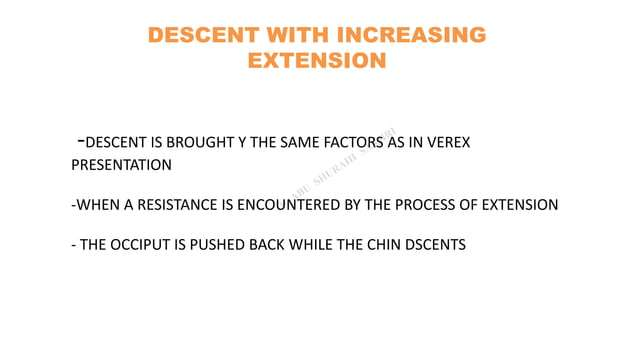 DESCENT WITH INCREASING
EXTENSION
-DESCENT IS BROUGHT Y THE SAME FACTORS AS IN VEREX
PRESENTATION
-WHEN A RESISTANCE IS ENCOUNTERED BY THE PROCESS OF EXTENSION
- THE OCCIPUT IS PUSHED BACK WHILE THE CHIN DSCENTS